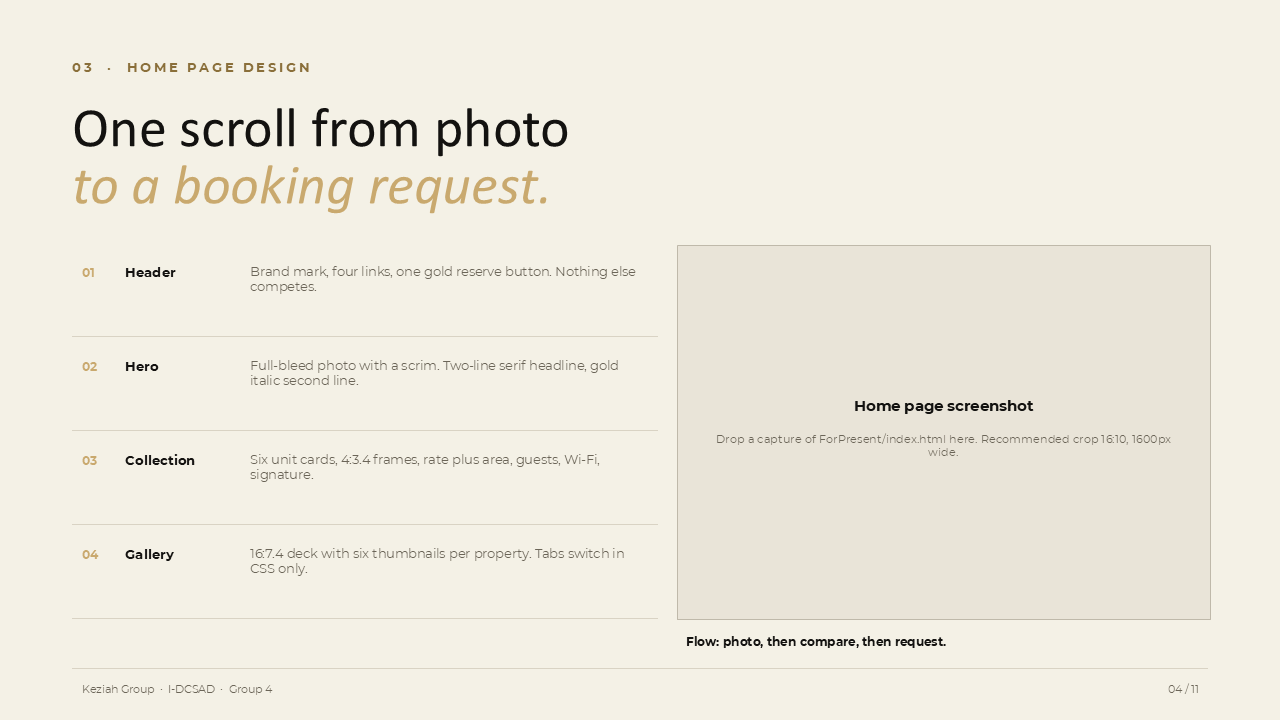 03 · HOME PAGE DESIGN
One scroll from photo
to a booking request.
01 Header Brand mark, four links, one gold reserve button. Nothing else
competes.
02 Hero Full-bleed photo with a scrim. Two-line serif headline, gold
italic second line.
03 Collection Six unit cards, 4:3.4 frames, rate plus area, guests, Wi-Fi,
signature.
04 Gallery 16:7.4 deck with six thumbnails per property. Tabs switch in
CSS only.
Home page screenshot
Drop a capture of ForPresent/index.html here. Recommended crop 16:10, 1600px
wide.
Flow: photo, then compare, then request.
Keziah Group · I-DCSAD · Group 4
04 / 11